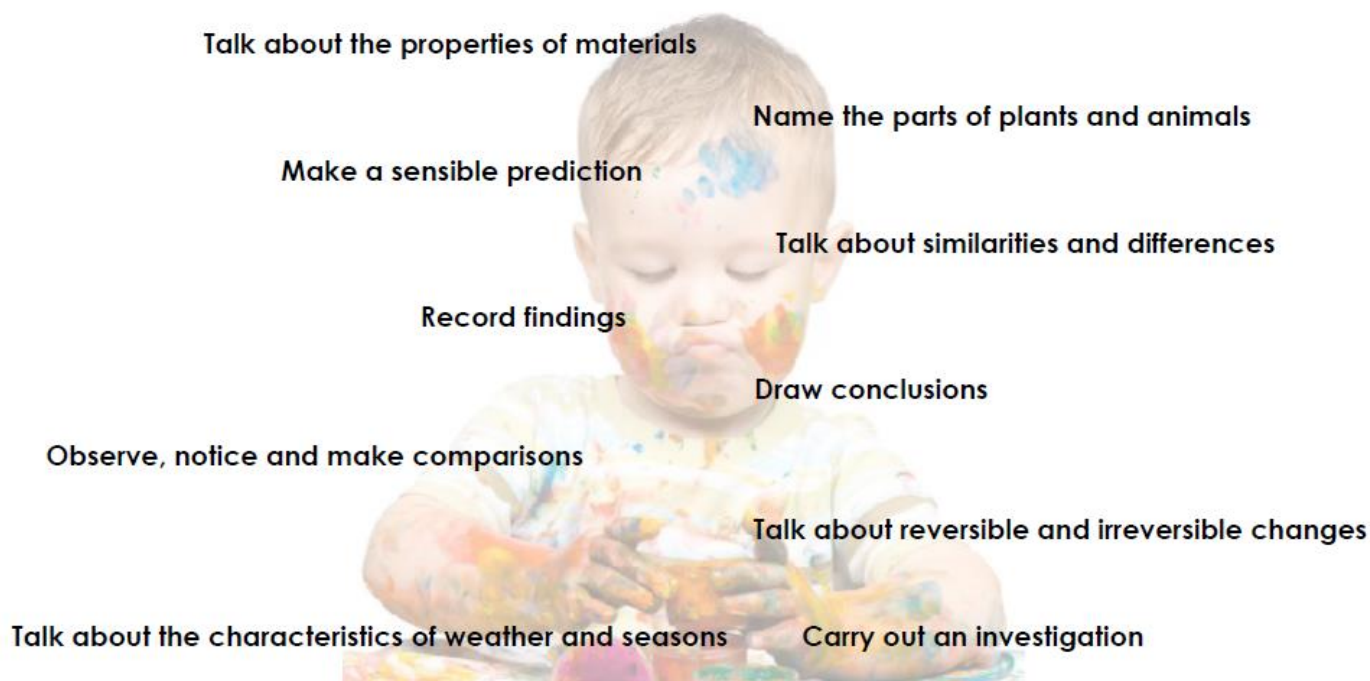 Talk about the properties of materials
Name the parts of plants and animals
Make a sensible prediction
Talk about similarities and differences
Record findings
Draw conclusions
Observe, notice and make comparisons
Talk about reversible and irreversible changes
Talk about the characteristics of weather and seasons
Carry out an investigation